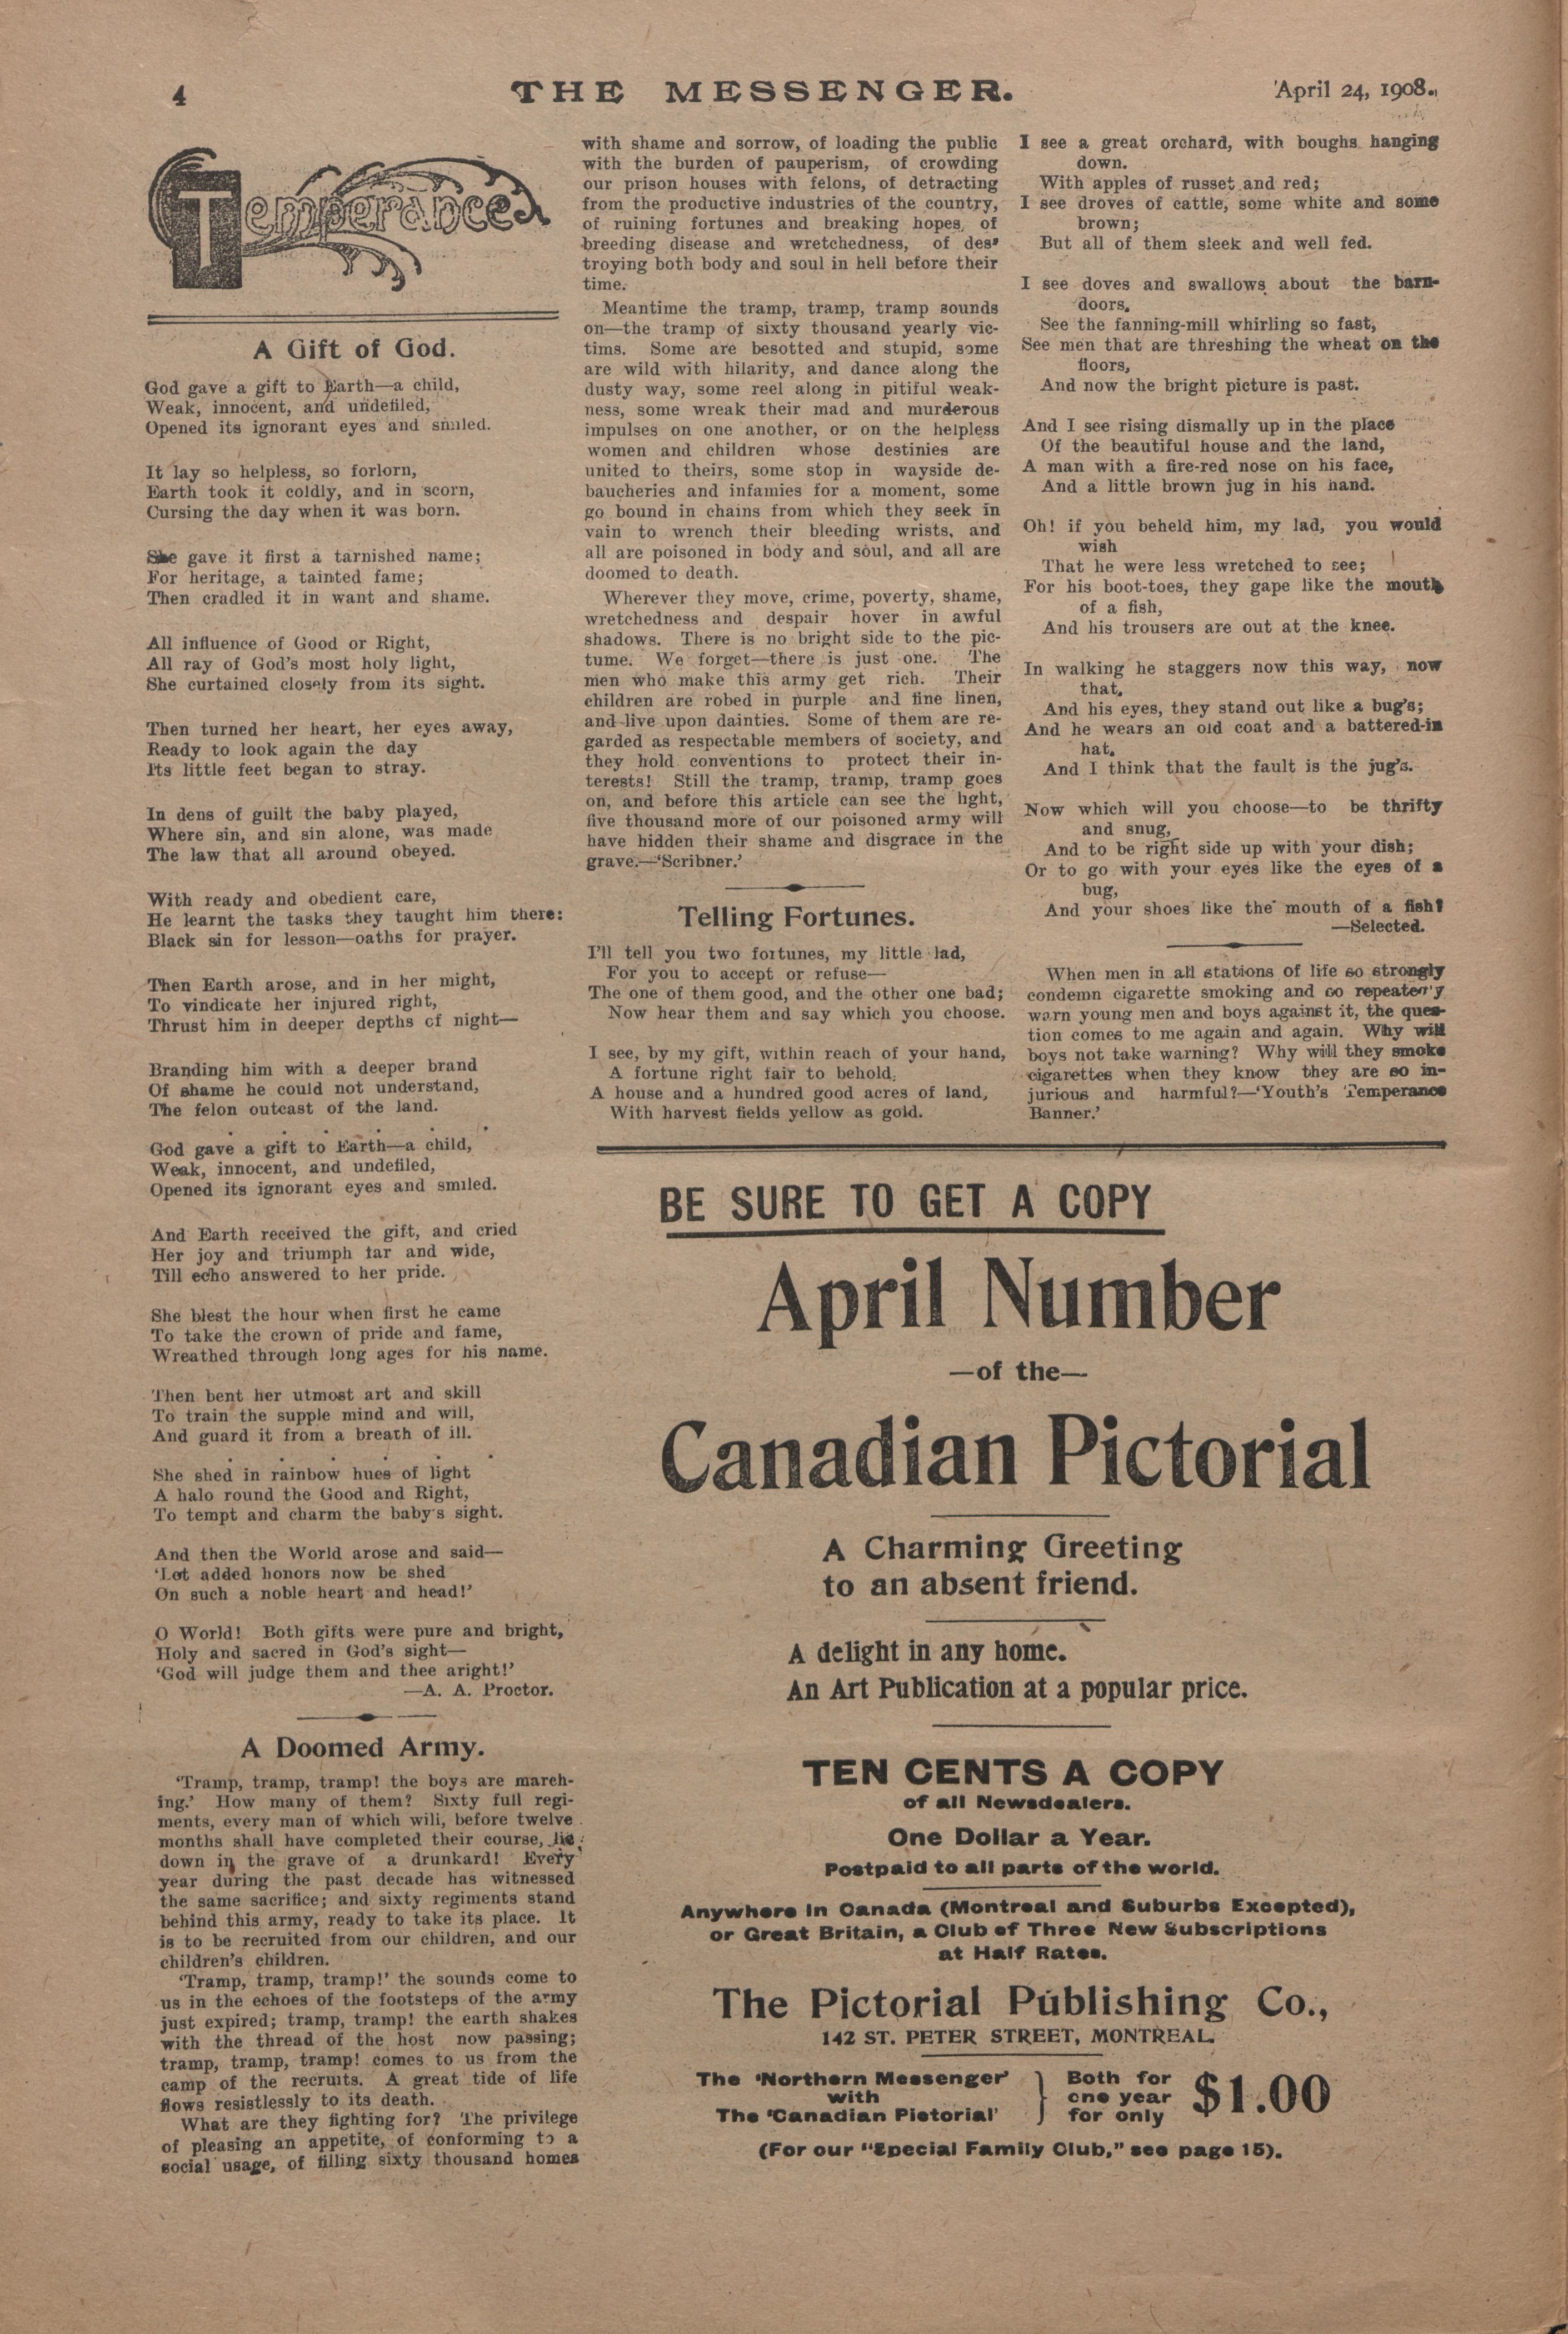 4
THE MESSENGER.
April 24, 1908.
Temperance
A Gift of God.
God gave a gift to Earth—a child,
Weak, innocent, and undefiled,
Opened its ignorant eyes and smiled.
It lay so helpless, so forlorn,
Earth took it coldly, and in scorn,
Cursing the day when it was born.
She gave it first a tarnished name;
For heritage, a tainted fame;
Then cradled it in want and shame.
All influence of Good or Right,
All ray of God's most holy light,
She curtained closely from its sight.
Then turned her heart, her eyes away,
Ready to look again the day
Its little feet began to stray.
In dens of guilt the baby played,
Where sin, and sin alone, was made
The law that all around obeyed.
With ready and obedient care,
He learnt the tasks they taught him there:
Black sin for lesson—oaths for prayer.
Then Earth arose, and in her might,
To vindicate her injured right,
Thrust him in deeper depths of night—
Branding him with a deeper brand
Of shame he could not understand,
The felon outcast of the land.
. . . . .
God gave a gift to Earth—a child,
Weak, innocent, and undefiled,
Opened its ignorant eyes and smiled.
And Earth received the gift, and cried
Her joy and triumph far and wide,
Till echo answered to her pride.
She blest the hour when first he came
To take the crown of pride and fame,
Wreathed through long ages for his name.
Then bent her utmost art and skill
To train the supple mind and will,
And guard it from a breath of ill.
. . . . .
She shed in rainbow hues of light
A halo round the Good and Right,
To tempt and charm the baby's sight.
And then the World arose and said—
'Let added honors now be shed
On such a noble heart and head!'
O World! Both gifts were pure and bright,
Holy and sacred in God's sight—
'God will judge them and thee aright!'
—A. A. Proctor.
A Doomed Army.
'Tramp, tramp, tramp! the boys are march-
ing.' How many of them? Sixty full regi-
ments, every man of which will, before twelve
months shall have completed their course, lie
down in the grave of a drunkard! Every
year during the past decade has witnessed
the same sacrifice; and sixty regiments stand
behind this army, ready to take its place. It
is to be recruited from our children, and our
children's children.
'Tramp, tramp, tramp!' the sounds come to
us in the echoes of the footsteps of the army
just expired; tramp, tramp! the earth shakes
with the thread of the host now passing;
tramp, tramp, tramp! comes to us from the
camp of the recruits. A great tide of life
flows resistlessly to its death.
What are they fighting for? The privilege
of pleasing an appetite, of conforming to a
social usage, of filling sixty thousand homes
with shame and sorrow, of loading the public
with the burden of pauperism, of crowding
our prison houses with felons, of detracting
from the productive industries of the country,
of ruining fortunes and breaking hopes, of
breeding disease and wretchedness, of des-
troying both body and soul in hell before their
time.
Meantime the tramp, tramp, tramp sounds
on—the tramp of sixty thousand yearly vic-
tims. Some are besotted and stupid, some
are wild with hilarity, and dance along the
dusty way, some reel along in pitiful weak-
ness, some wreak their mad and murderous
impulses on one another, or on the helpless
women and children whose destinies are
united to theirs, some stop in wayside de-
baucheries and infamies for a moment, some
go bound in chains from which they seek in
vain to wrench their bleeding wrists, and
all are poisoned in body and soul, and all are
doomed to death.
Wherever they move, crime, poverty, shame,
wretchedness and despair hover in awful
shadows. There is no bright side to the pic-
tume. We forget—there is just one. The
men who make this army get rich. Their
children are robed in purple and fine linen,
and live upon dainties. Some of them are re-
garded as respectable members of society, and
they hold conventions to protect their in-
terests! Still the tramp, tramp, tramp goes
on, and before this article can see the light,
five thousand more of our poisoned army will
have hidden their shame and disgrace in the
grave.—'Scribner.'
Telling Fortunes.
I'll tell you two fortunes, my little lad,
For you to accept or refuse—
The one of them good, and the other one bad;
Now hear them and say which you choose.
I see, by my gift, within reach of your hand,
A fortune right fair to behold;
A house and a hundred good acres of land,
With harvest fields yellow as gold.
I see a great orchard, with boughs hanging
down.
With apples of russet and red;
I see droves of cattle, some white and some
brown;
But all of them sleek and well fed.
I see doves and swallows about the barn-
doors,
See the fanning-mill whirling so fast,
See men that are threshing the wheat on the
floors,
And now the bright picture is past.
And I see rising dismally up in the place
Of the beautiful house and the land,
A man with a fire-red nose on his face,
And a little brown jug in his hand.
Oh! if you beheld him, my lad, you would
wish
That he were less wretched to see;
For his boot-toes, they gape like the mouth
of a fish,
And his trousers are out at the knee.
In walking he staggers now this way, now
that,
And his eyes, they stand out like a bug's;
And he wears an old coat and a battered-in
hat,
And I think that the fault is the jug's.
Now which will you choose—to be thrifty
and snug,
And to be right side up with your dish;
Or to go with your eyes like the eyes of a
bug,
And your shoes like the mouth of a fish?
—Selected.
When men in all stations of life so strongly
condemn cigarette smoking and so repeatedly
warn young men and boys against it, the ques-
tion comes to me again and again. Why will
boys not take warning? Why will they smoke
cigarettes when they know they are so in-
jurious and harmful?—'Youth's Temperance
Banner.'
BE SURE TO GET A COPY
April Number
—of the—
Canadian Pictorial
A Charming Greeting
to an absent friend.
A delight in any home.
An Art Publication at a popular price.
TEN CENTS A COPY
of all Newsdealers.
One Dollar a Year.
Postpaid to all parts of the world.
Anywhere in Canada (Montreal and Suburbs Excepted),
or Great Britain, a Club of Three New Subscriptions
at Half Rates.
The Pictorial Publishing Co.,
142 ST. PETER STREET, MONTREAL.
The 'Northern Messenger'
with
The 'Canadian Pictorial'
Both for
one year
for only
$1.00
(For our "Special Family Club," see page 15).